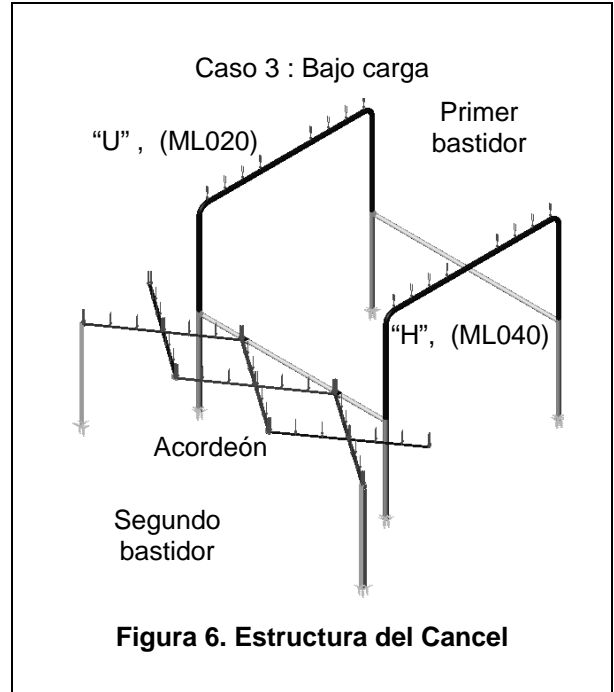 Caso 3 : Bajo carga
Primer
bastidor
“U” , (ML020)
“H”, (ML040)
Acordeón
Segundo
bastidor
Figura 6. Estructura del Cancel